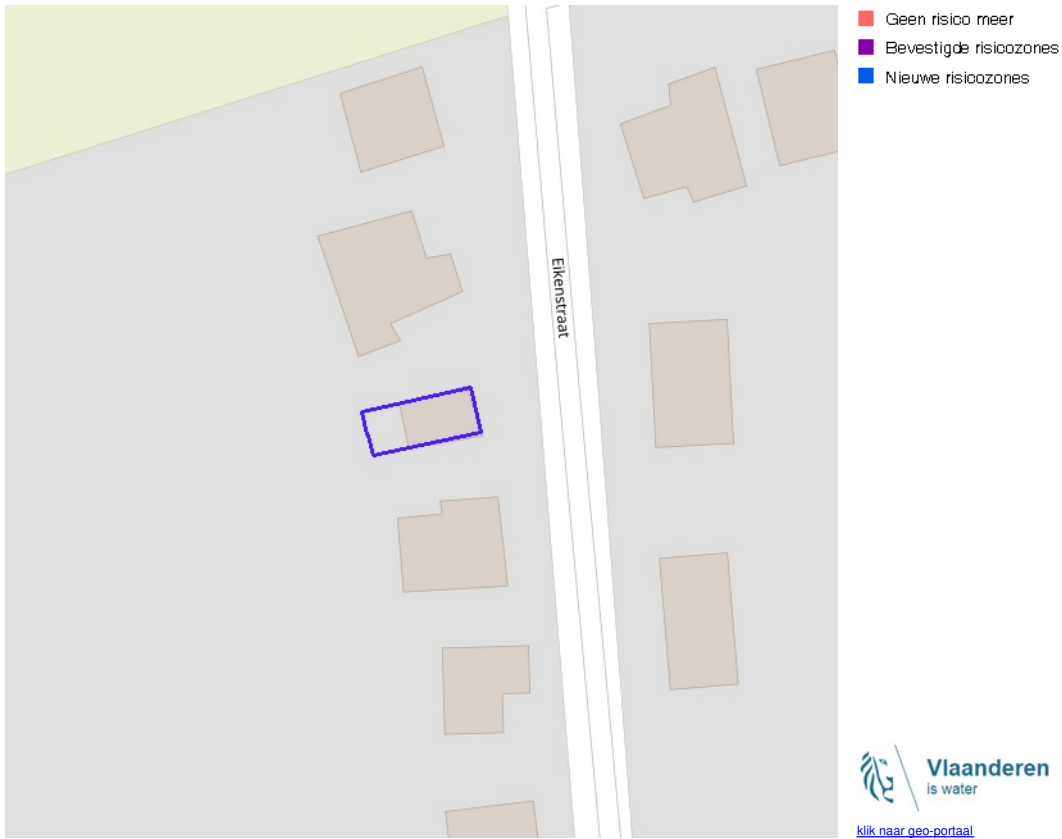 Geen risico meer
Bevestigde risicozones
Nieuwe risicozones
Eikenstraat
Vlaanderen
is water
klik naar geo-portaal